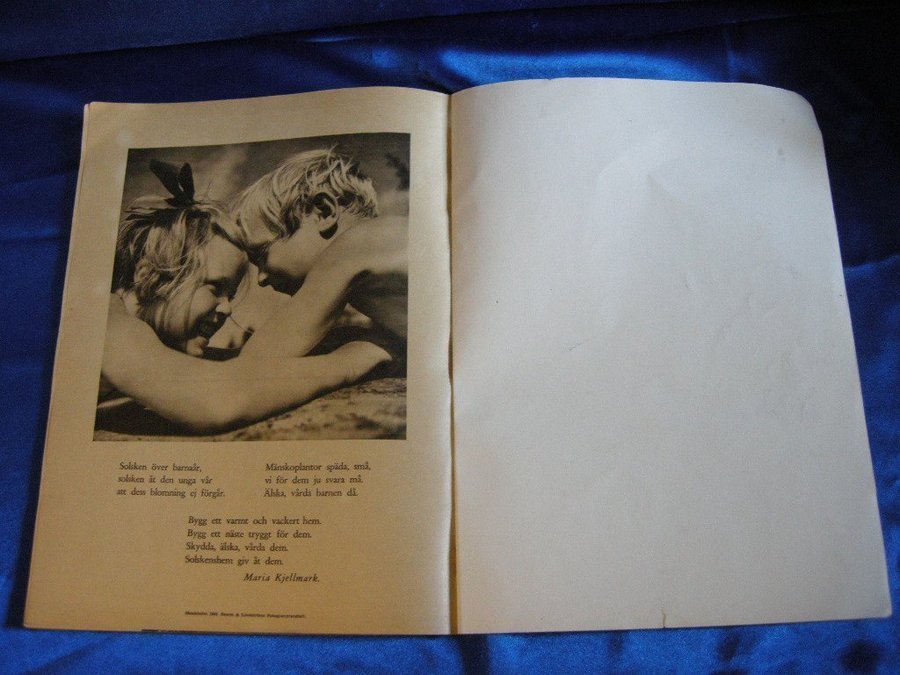 Solsken över barnaår,
solsken åt den unga vår
att dess blomning ej förgår.
Mänskoplantor späda, små,
vi för dem ju svara må.
Älska, vårda barnen då.
Bygg ett varmt och vackert hem.
Bygg ett näste tryggt för dem.
Skydda, älska, vårda dem.
Solskenshem giv åt dem.
Maria Kjellmark.